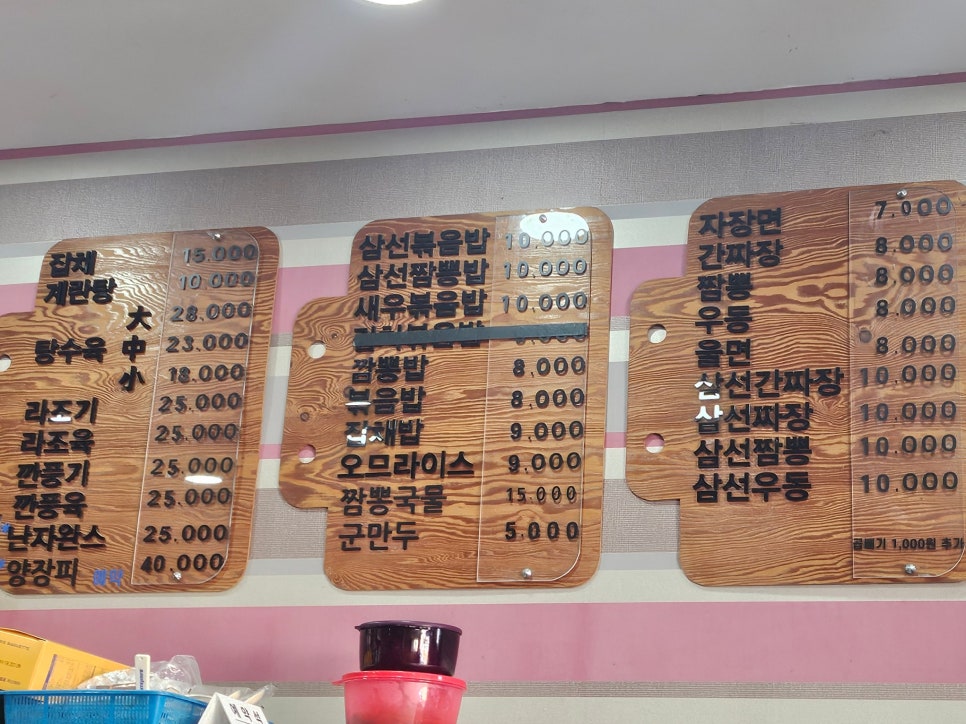 잡채 15.000
계란탕 10.000
大 28.000
탕수육 中 23.000
小 18.000
라조기 25.000
라조육 25.000
깐풍기 25.000
깐풍육 25.000
난자완스 25.000
양장피 40.000
삼선볶음밥 10.000
삼선짬뽕밥 10.000
새우볶음밥 10.000
짬뽕밥 8.000
볶음밥 8.000
잡채밥 9.000
오므라이스 9.000
짬뽕국물 15.000
군만두 5.000
자장면 7.000
간짜장 8.000
짬뽕 8.000
우동 8.000
울면 8.000
삼선간짜장 10.000
삼선짜장 10.000
삼선짬뽕 10.000
삼선우동 10.000
곱빼기 1,000원 추가